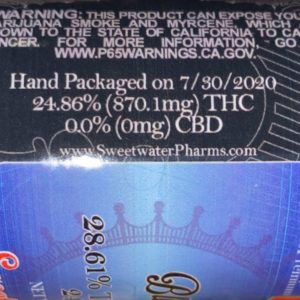 WARNING: THIS PRODUCT CAN EXPOSE YOU
MARIJUANA SMOKE AND MYRCENE, WHICH
TO THE STATE OF CALIFORNIA TO CA
FOR MORE INFORMATION, GO
WWW.P65WARNINGS.CA.GOV.
Hand Packaged on 7/30/2020
24.86% (870.1mg) THC
0.0% (0mg) CBD
www.SweetwaterPharms.com
28.61% T